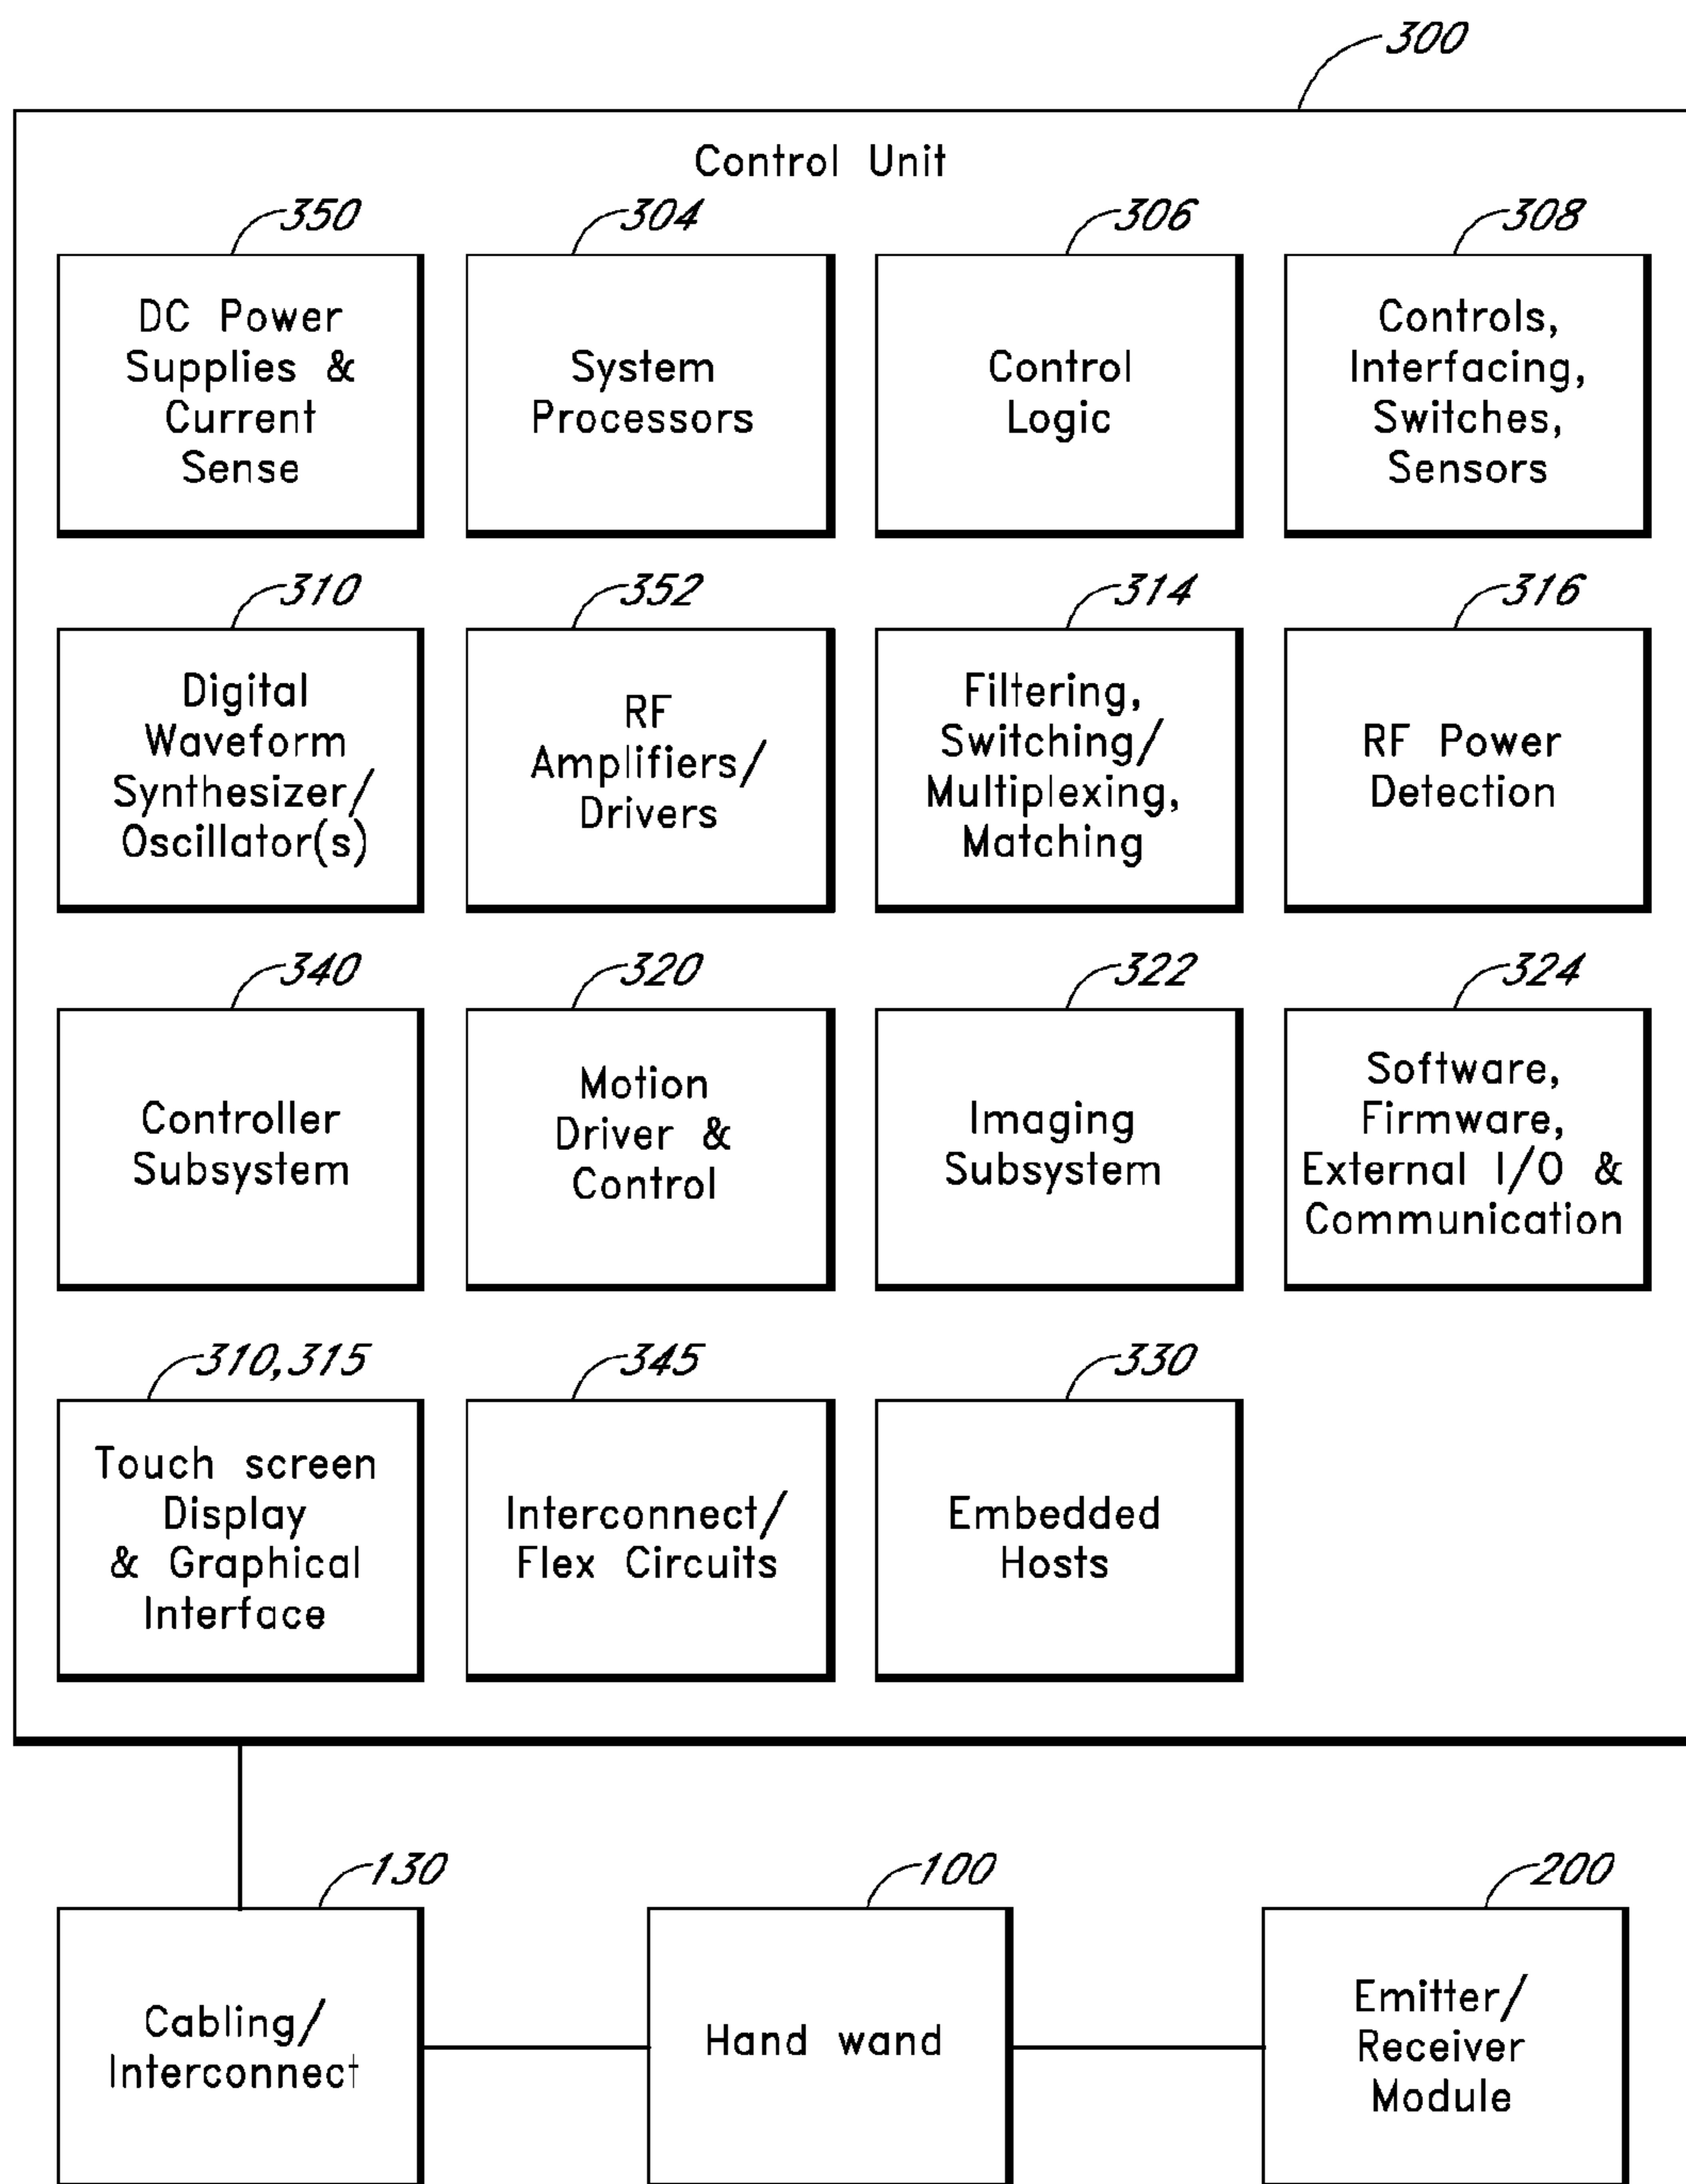 300
Control Unit
350
DC Power
Supplies &
Current
Sense
304
System
Processors
306
Control
Logic
308
Controls,
Interfacing,
Switches,
Sensors
310
Digital
Waveform
Synthesizer/
Oscillator(s)
352
RF
Amplifiers/
Drivers
314
Filtering,
Switching/
Multiplexing,
Matching
316
RF Power
Detection
340
Controller
Subsystem
320
Motion
Driver &
Control
322
Imaging
Subsystem
324
Software,
Firmware,
External I/O &
Communication
310,315
Touch screen
Display
& Graphical
Interface
345
Interconnect/
Flex Circuits
330
Embedded
Hosts
130
Cabling/
Interconnect
100
Hand wand
200
Emitter/
Receiver
Module